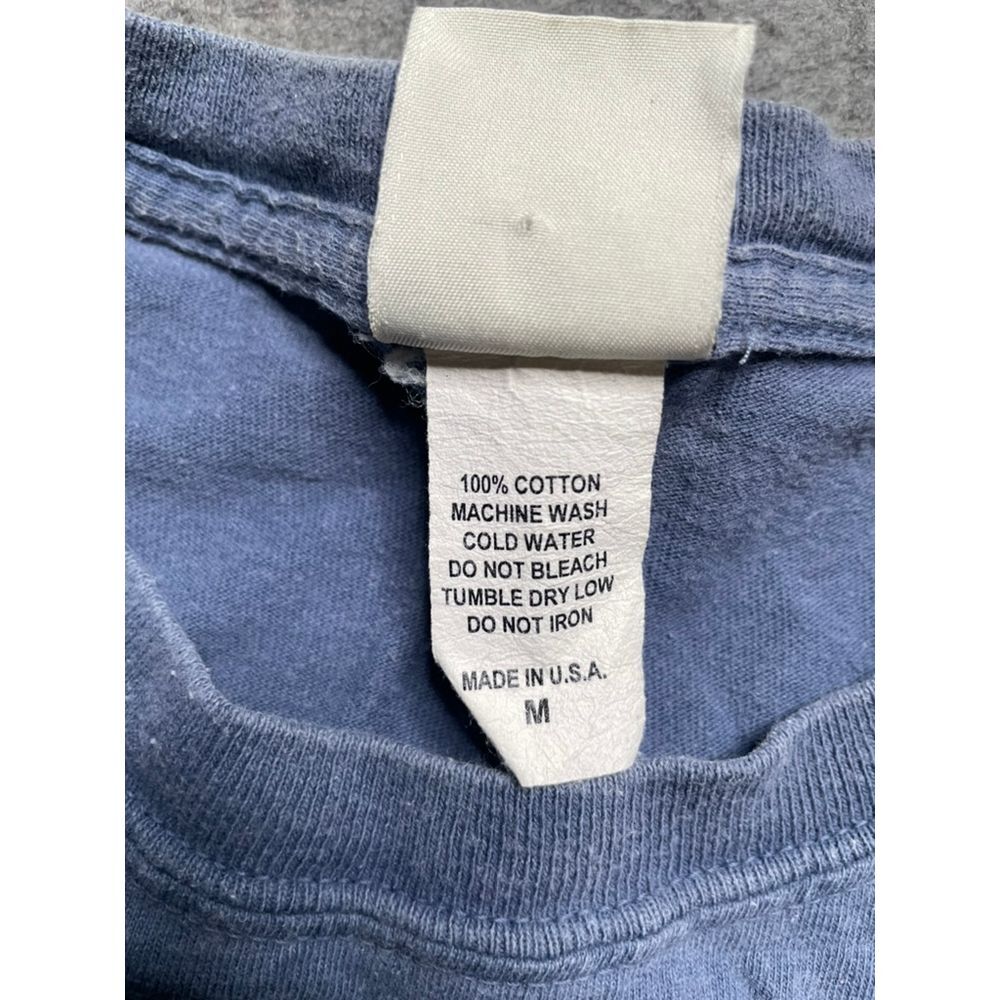 100% COTTON
MACHINE WASH
COLD WATER
DO NOT BLEACH
TUMBLE DRY LOW
DO NOT IRON
MADE IN U.S.A.
M